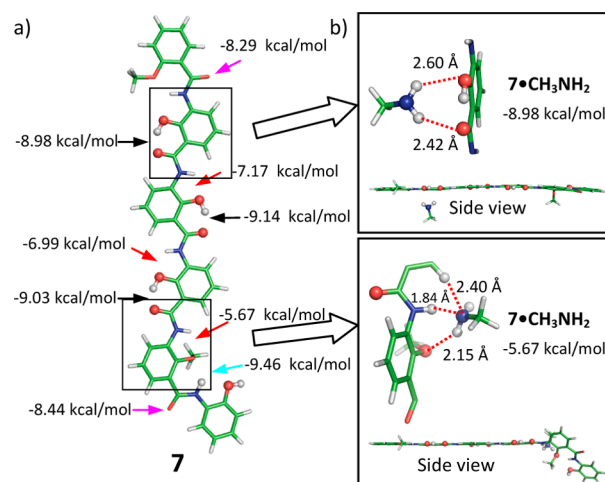 a)
-8.29 kcal/mol
-8.98 kcal/mol
-7.17 kcal/mol
-9.14 kcal/mol
-6.99 kcal/mol
-9.03 kcal/mol
-5.67 kcal/mol
-9.46 kcal/mol
-8.44 kcal/mol
7
b)
2.60 Å
7•CH₃NH₂
-8.98 kcal/mol
2.42 Å
Side view
2.40 Å
1.84 Å
7•CH₃NH₂
-5.67 kcal/mol
2.15 Å
Side view